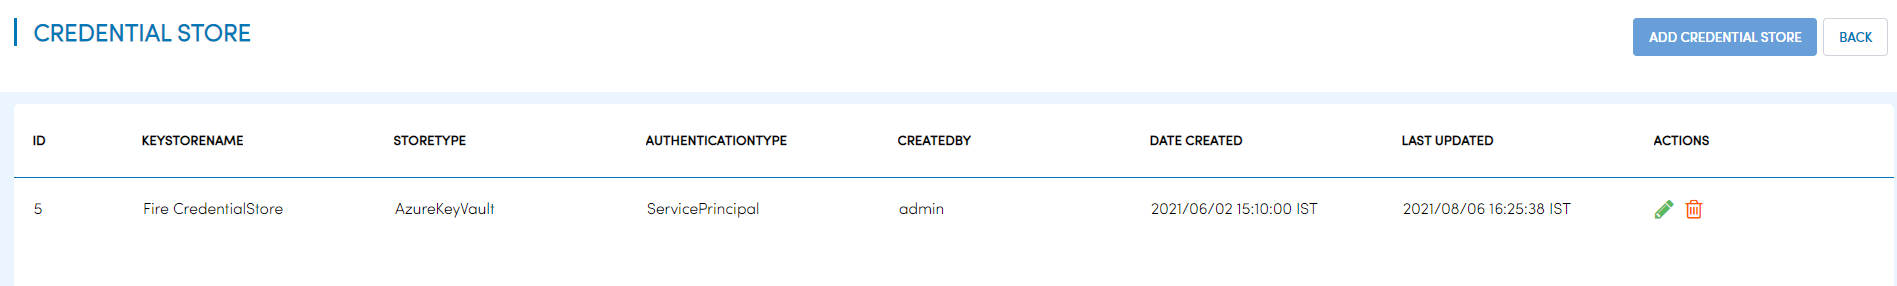 CREDENTIAL STORE
ADD CREDENTIAL STORE BACK
ID KEYSTORENAME STORETYPE AUTHENTICATIONTYPE CREATEDBY DATE CREATED LAST UPDATED ACTIONS
5 Fire CredentialStore AzureKeyVault ServicePrincipal admin 2021/06/02 15:10:00 IST 2021/08/06 16:25:38 IST